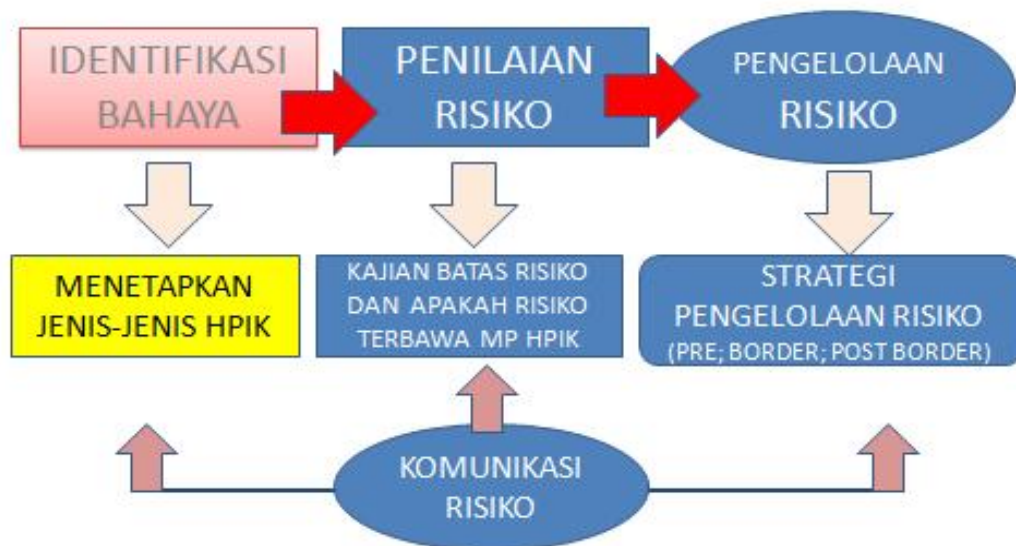 IDENTIFIKASI
BAHAYA
PENILAIAN
RISIKO
PENGELOLAAN
RISIKO
MENETAPKAN
JENIS-JENIS HPIK
KAJIAN BATAS RISIKO
DAN APAKAH RISIKO
TERBAWA MP HPIK
STRATEGI
PENGELOLAAN RISIKO
(PRE; BORDER; POST BORDER)
KOMUNIKASI
RISIKO